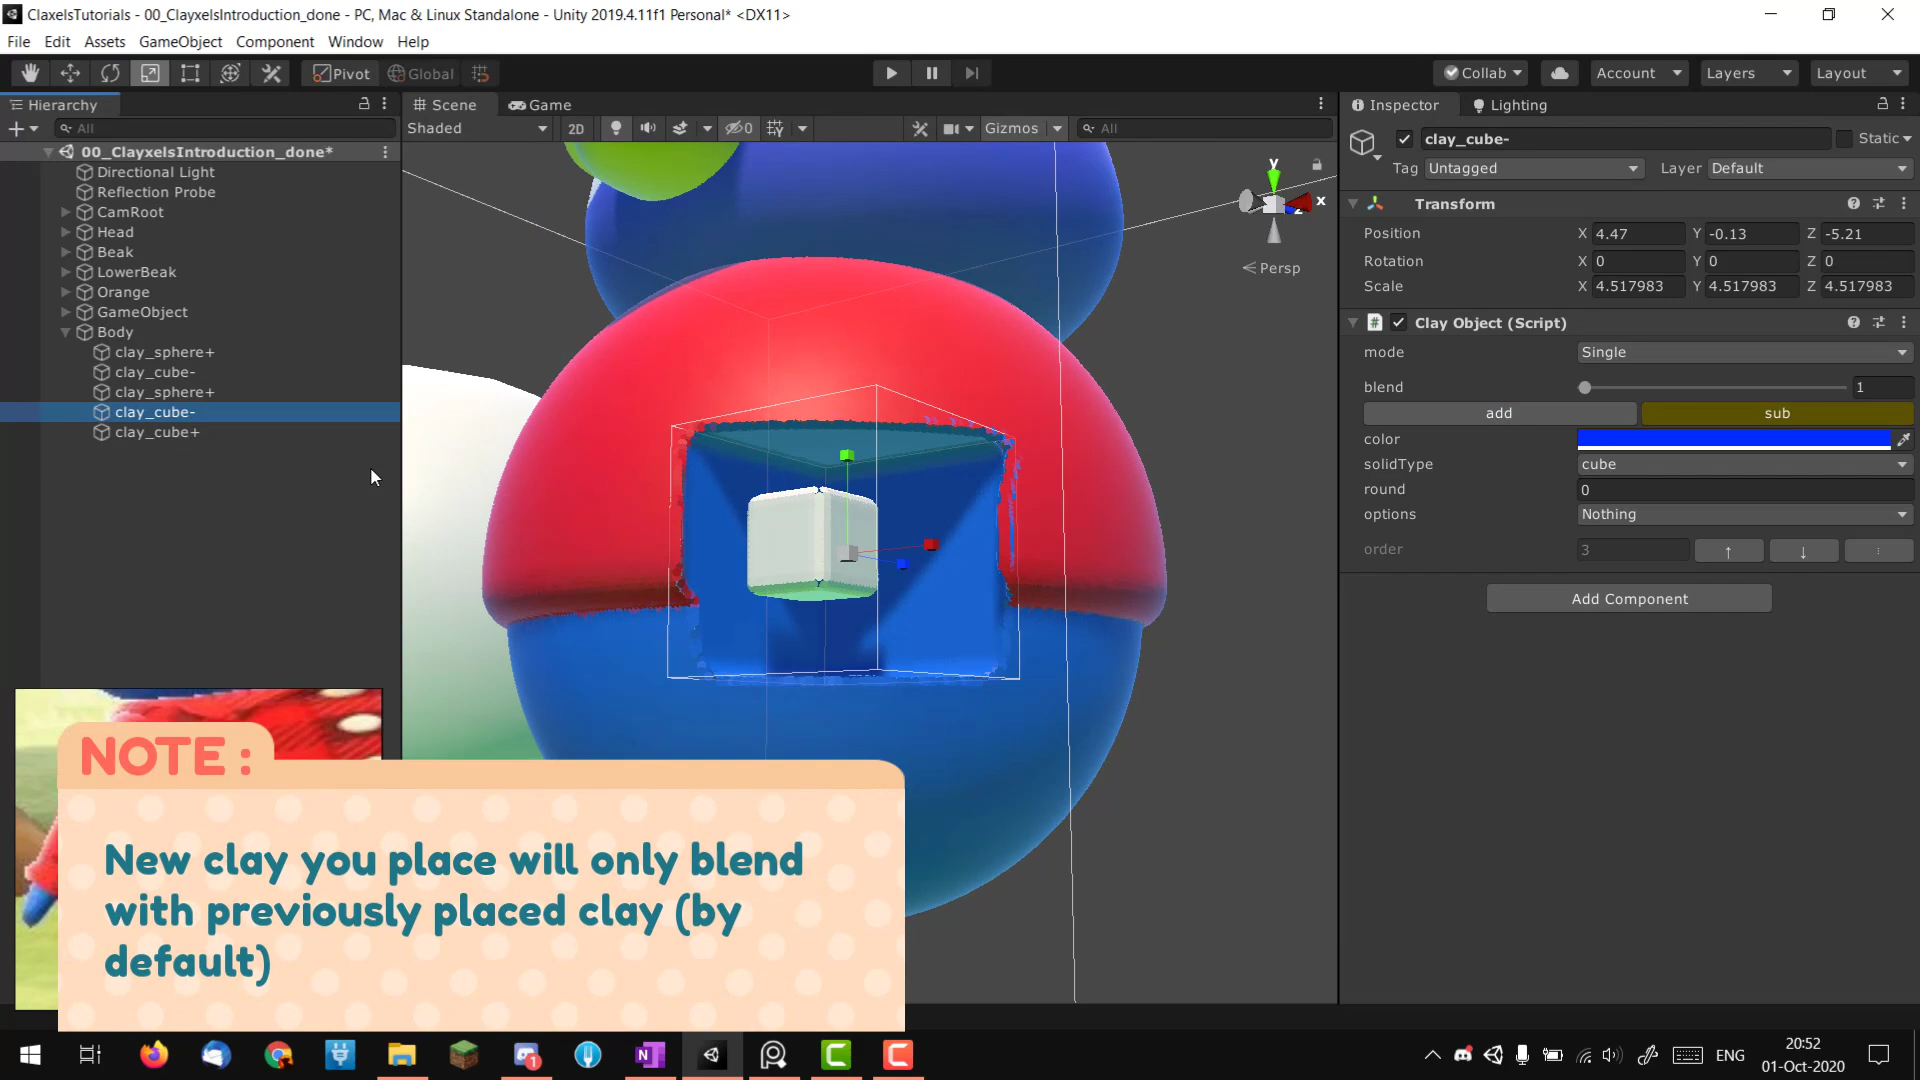 ClaxelsTutorials - 00_ClayxelsIntroduction_done - PC, Mac & Linux Standalone - Unity 2019.4.11f1 Personal* <DX11>
File Edit Assets GameObject Component Window Help
Pivot Global Collab Account Layers Layout
Hierarchy
All
00_ClayxelsIntroduction_done*
Directional Light
Reflection Probe
CamRoot
Head
Beak
LowerBeak
Orange
GameObject
Body
clay_sphere+
clay_cube-
clay_sphere+
clay_cube-
clay_cube+
Scene Game
Shaded 2D 0 Gizmos All
y
x
z
Persp
Inspector Lighting
clay_cube- Static
Tag Untagged Layer Default
Transform
Position X 4.47 Y -0.13 Z -5.21
Rotation X 0 Y 0 Z 0
Scale X 4.517983 Y 4.517983 Z 4.517983
# Clay Object (Script)
mode Single
blend 1
add sub
color
solidType cube
round 0
options Nothing
order 3 ↑ ↓ ⋮
Add Component
NOTE :
New clay you place will only blend
with previously placed clay (by
default)
1
N
C
C
ENG
20:52
01-Oct-2020